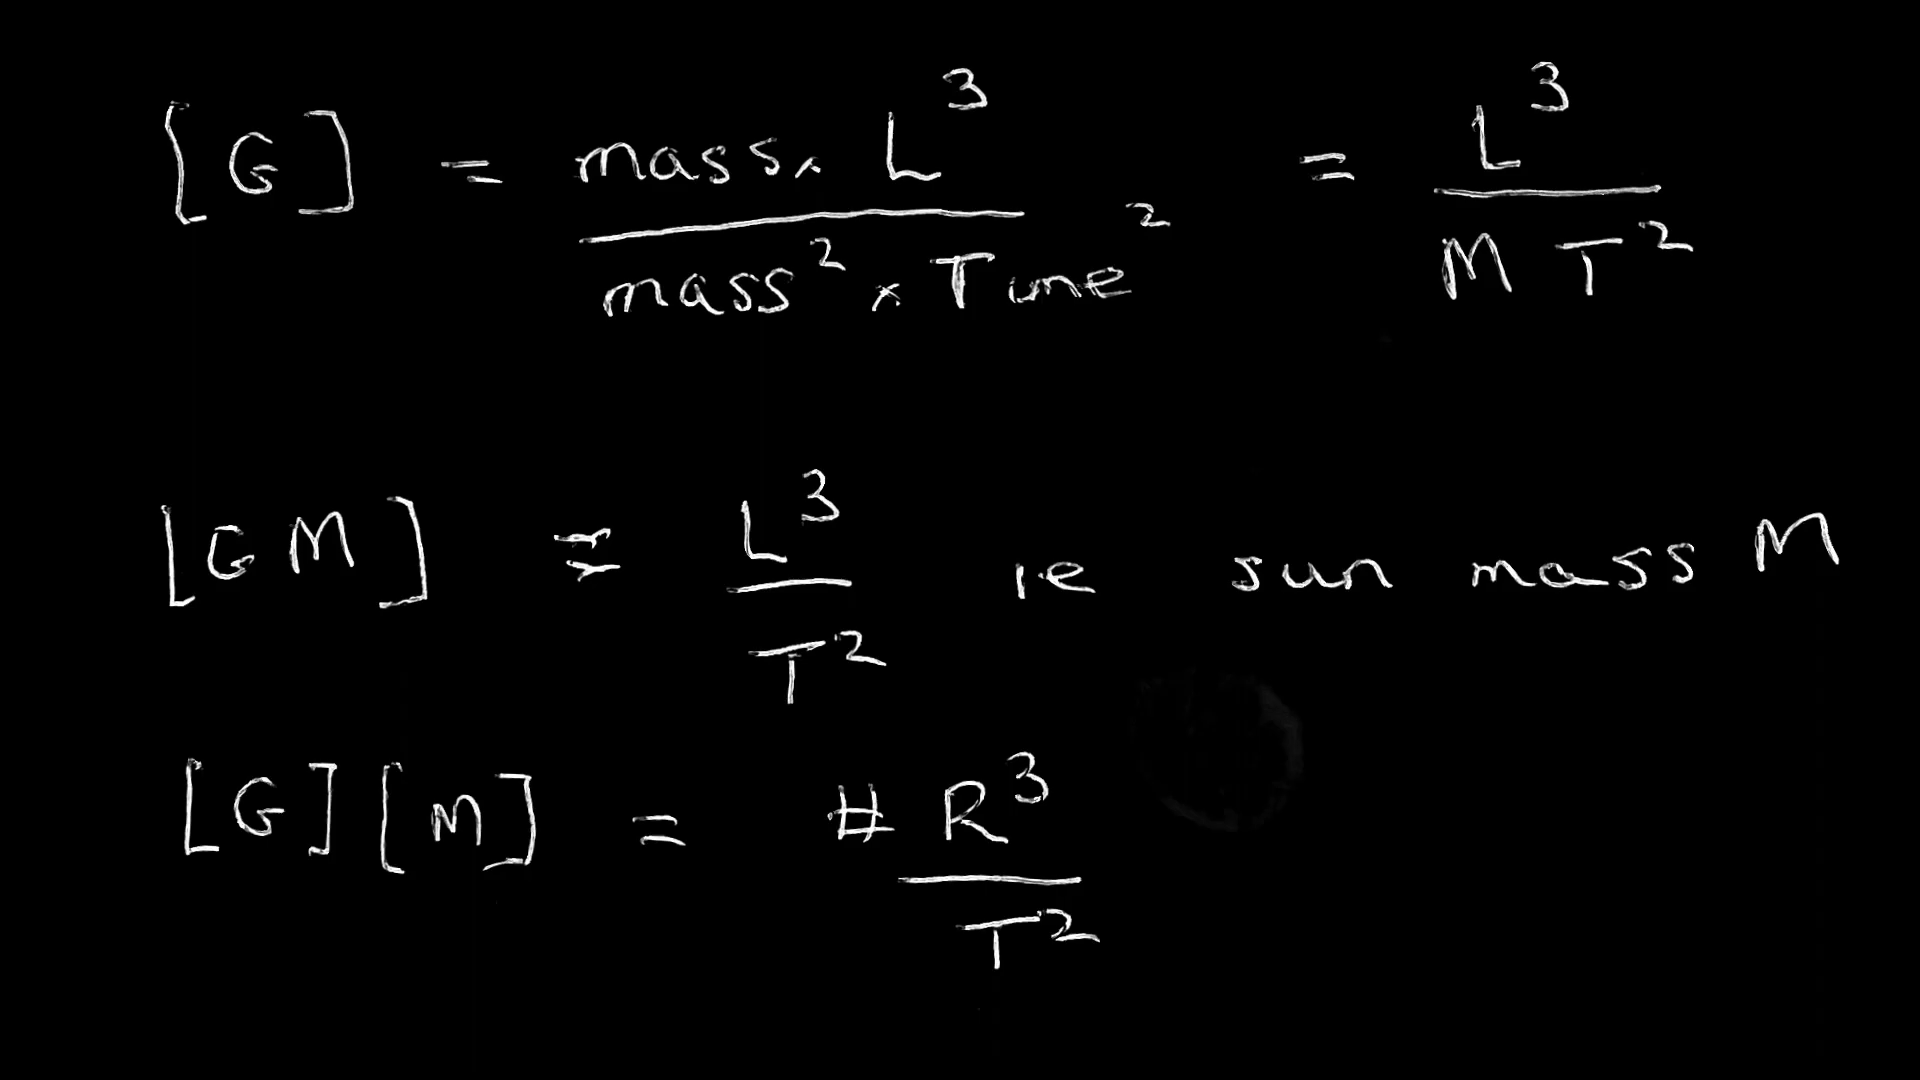 [G] = mass × L³ / mass² × Time² = L³ / M T²
[GM] = L³ / T² ie sun mass M
[G][M] = # R³ / T²